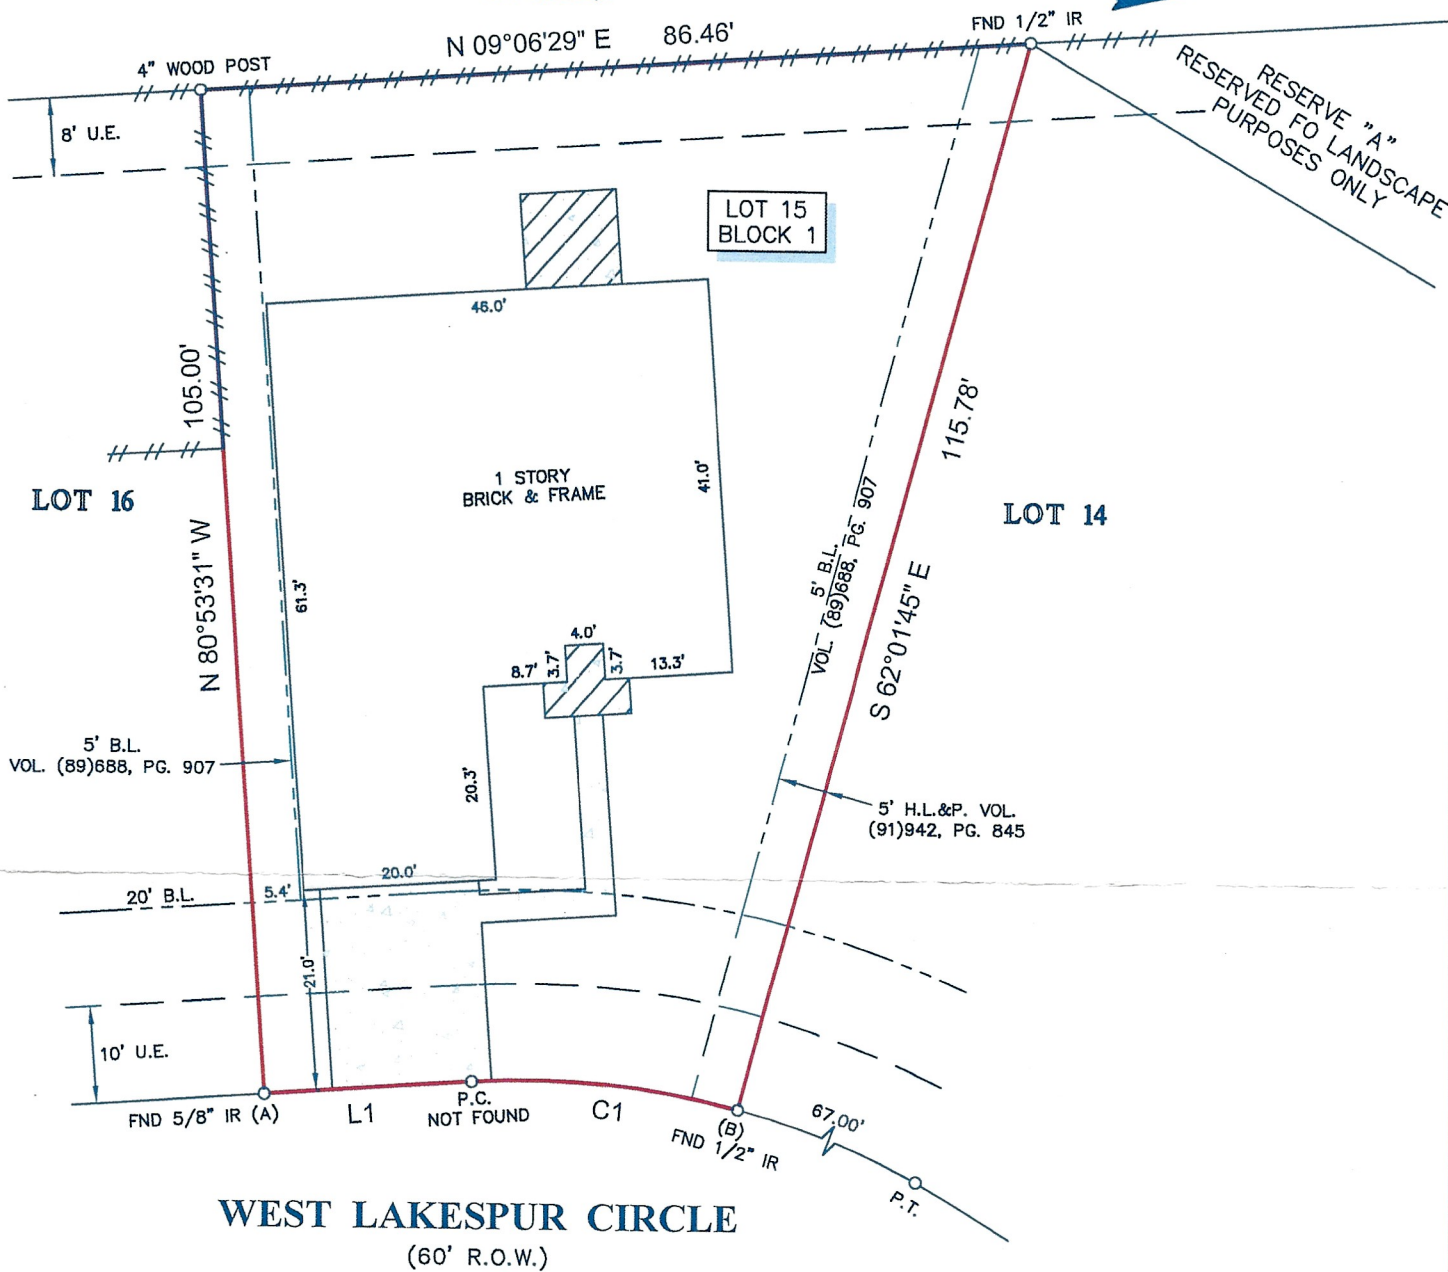 N 09°06'29" E 86.46'
FND 1/2" IR
4" WOOD POST
8' U.E.
RESERVE "A"
RESERVED FO LANDSCAPE
PURPOSES ONLY
LOT 15
BLOCK 1
46.0'
105.00'
N 80°53'31" W
115.78'
S 62°01'45" E
LOT 16
1 STORY
BRICK & FRAME
41.0'
LOT 14
5' B.L.
VOL. (89)688, PG. 907
61.3'
4.0'
8.7'
3.7'
3.7'
13.3'
5' B.L.
VOL. (89)688, PG. 907
20.3'
5' H.L.&P. VOL.
(91)942, PG. 845
20.0'
20' B.L.
5.4'
21.0'
10' U.E.
FND 5/8" IR (A)
L1
P.C.
NOT FOUND
C1
(B)
FND 1/2" IR
67.00'
P.T.
WEST LAKESPUR CIRCLE
(60' R.O.W.)